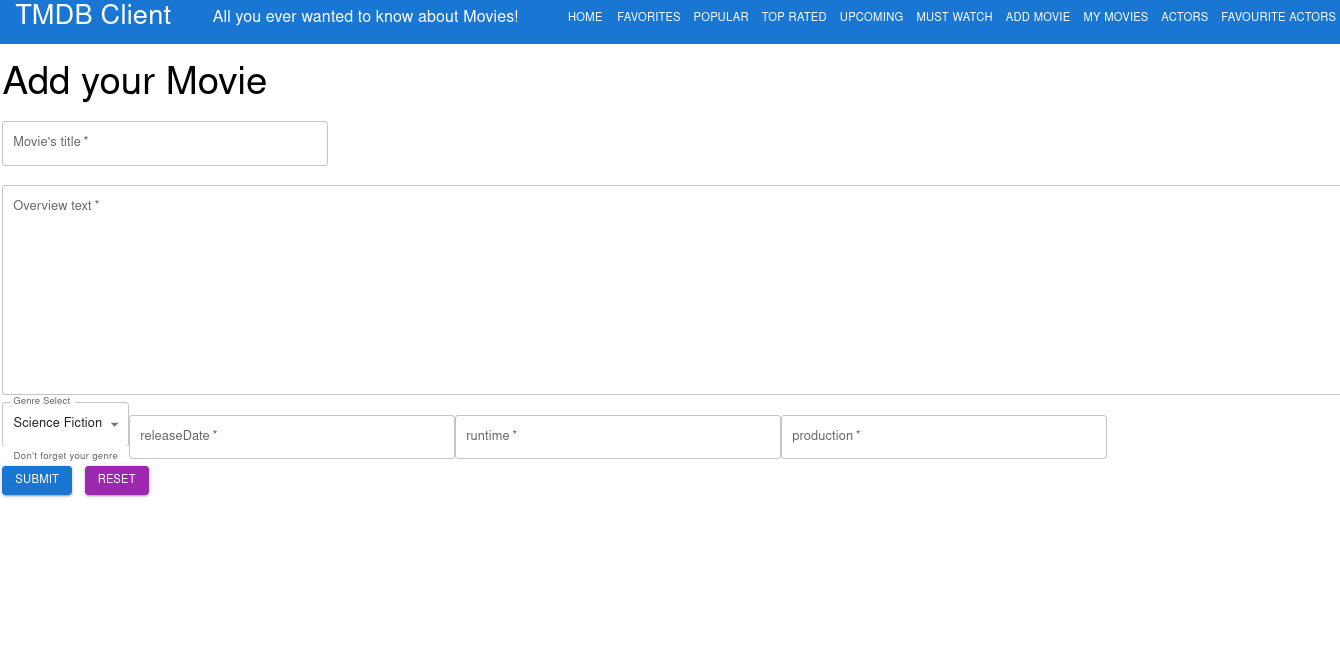 TMDB Client All you ever wanted to know about Movies! HOME FAVORITES POPULAR TOP RATED UPCOMING MUST WATCH ADD MOVIE MY MOVIES ACTORS FAVOURITE ACTORS
Add your Movie
Movie's title *
Overview text *
Genre Select
Science Fiction
releaseDate * runtime * production *
Don't forget your genre
SUBMIT RESET